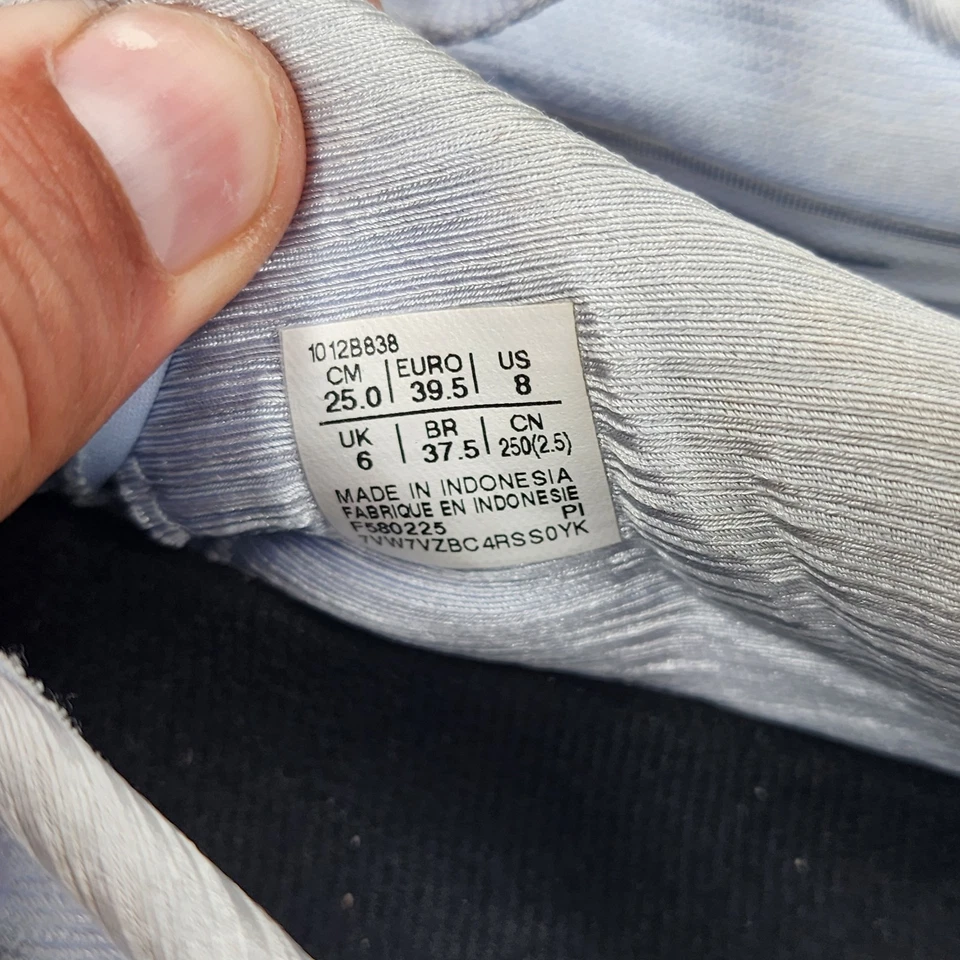 1012B838
CM | EURO | US
25.0 | 39.5 | 8
UK | BR | CN
6 | 37.5 | 250(2.5)
MADE IN INDONESIA
FABRIQUE EN INDONESIE
PI
F580225
7VW7VZBC4RSS0YK